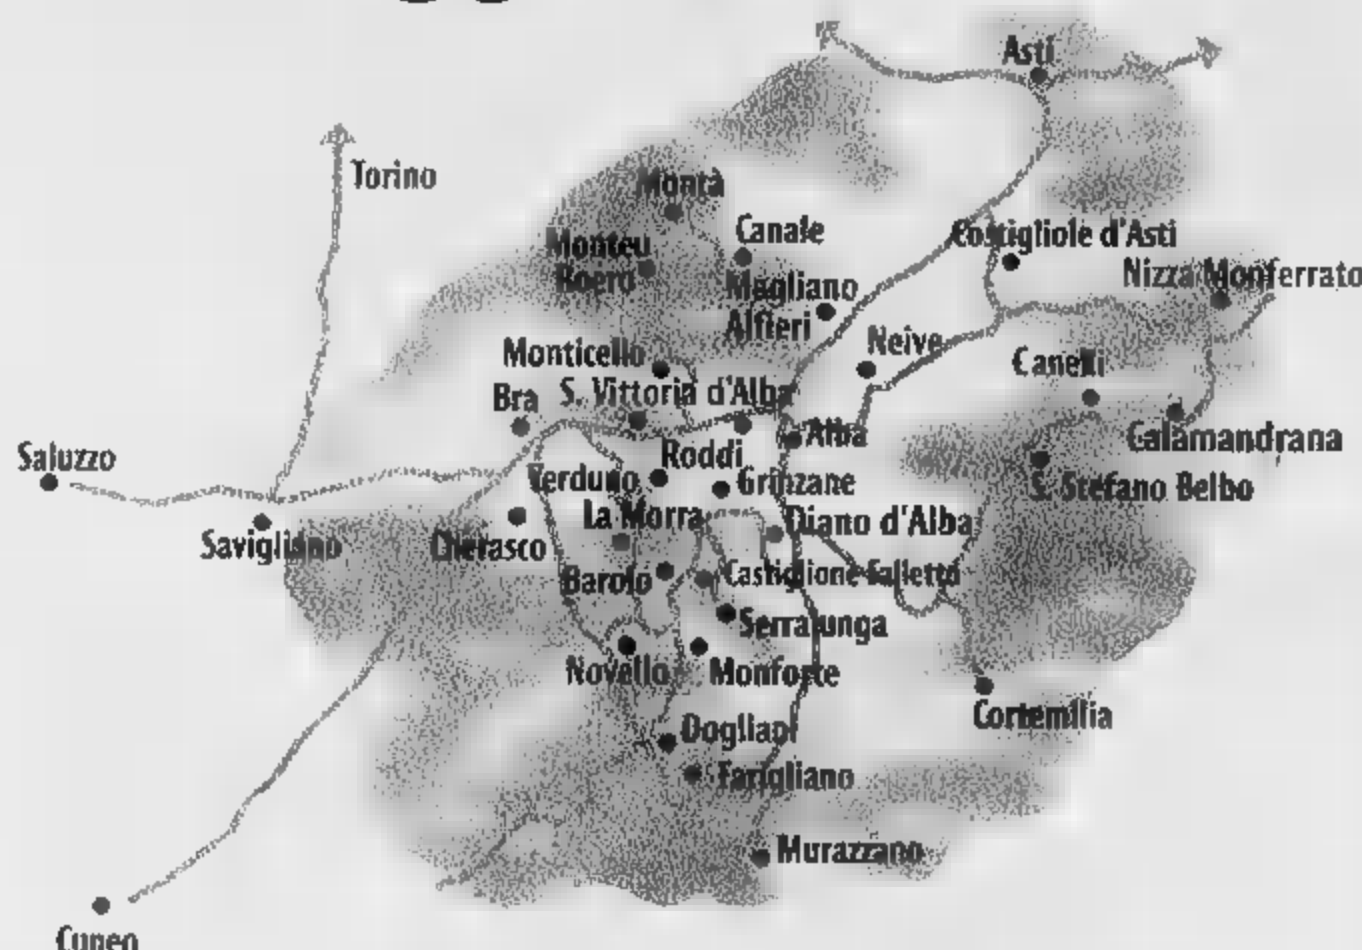 Asti
Torino
Montà
Canale
Costigliole d'Asti
Monteu
Roero
Nizza Monferrato
Magliano
Alfieri
Neive
Monticello
Canelli
Bra
S. Vittoria d'Alba
Alba
Calamandrana
Saluzzo
Roddi
Verduno
Grinzane
S. Stefano Belbo
La Morra
Diano d'Alba
Savigliano
Cherasco
Barolo
Castiglione Falletto
Serralunga
Novello
Monforte
Cortemilia
Dogliani
Farigliano
Murazzano
Cuneo